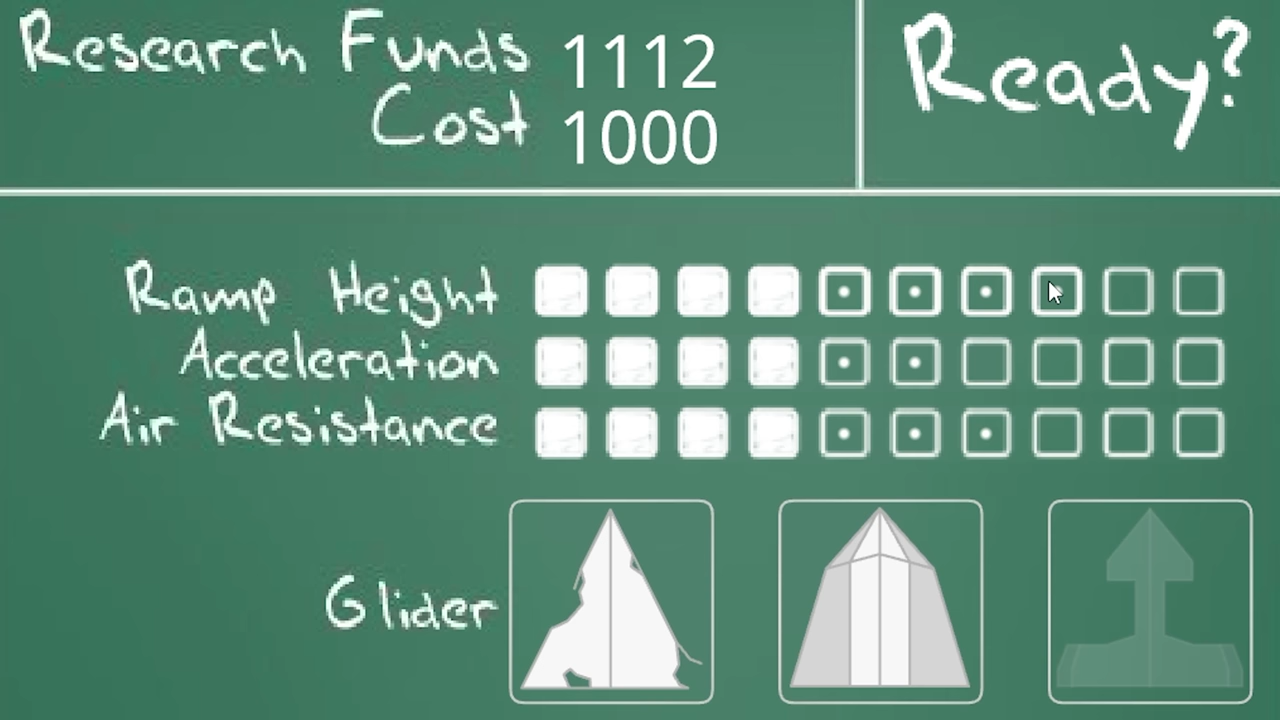 Research Funds 1112
Cost 1000
Ready?
Ramp Height
Acceleration
Air Resistance
Glider